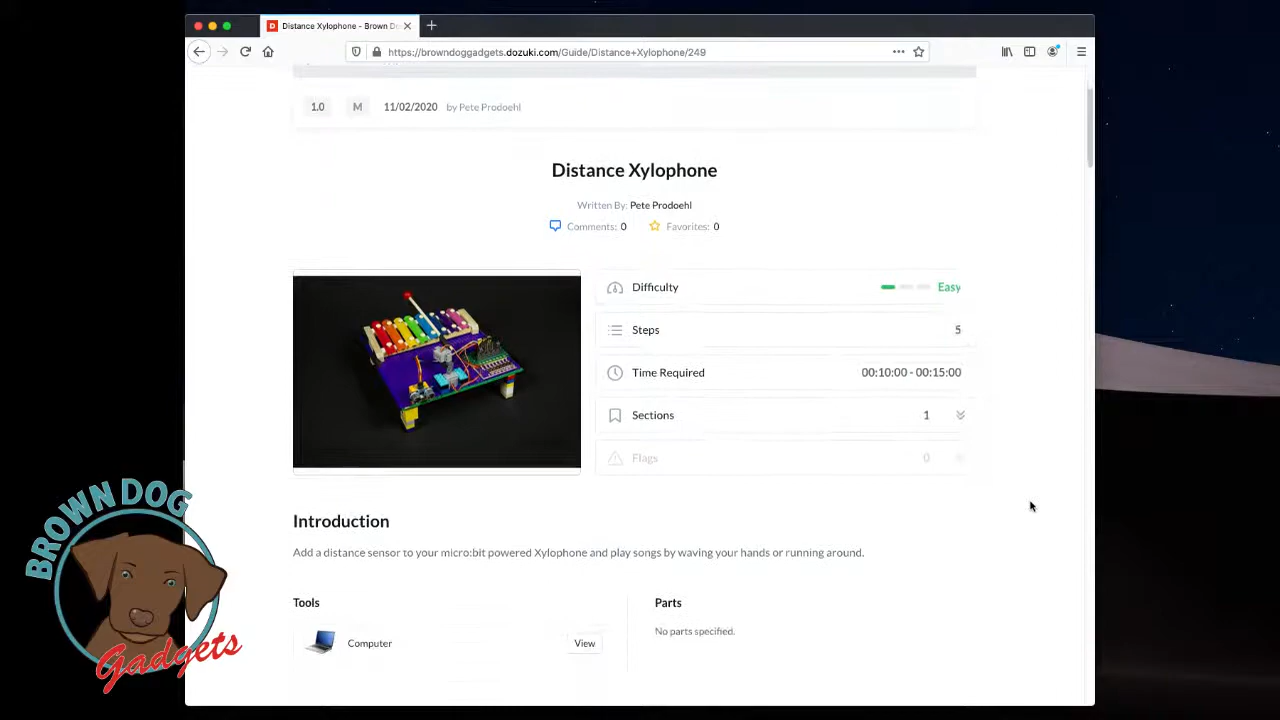 Distance Xylophone - Brown Do
https://browndoggadgets.dozuki.com/Guide/Distance+Xylophone/249
1.0 M 11/02/2020 by Pete Prodoehl
Distance Xylophone
Written By: Pete Prodoehl
Comments: 0 Favorites: 0
Difficulty Easy
Steps 5
Time Required 00:10:00 - 00:15:00
Sections 1
Flags 0
Introduction
Add a distance sensor to your micro:bit powered Xylophone and play songs by waving your hands or running around.
Tools Parts
No parts specified.
Computer View
BROWN DOG
Gadgets